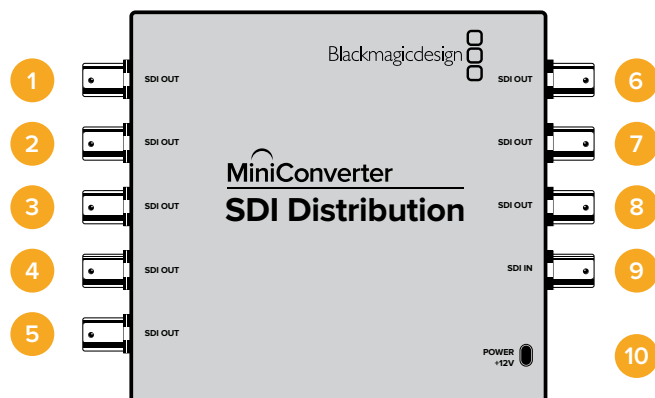 Blackmagicdesign
1 SDI OUT SDI OUT 6
2 SDI OUT SDI OUT 7
MiniConverter
3 SDI OUT SDI Distribution SDI OUT 8
4 SDI OUT SDI IN 9
5 SDI OUT
POWER
+12V
10